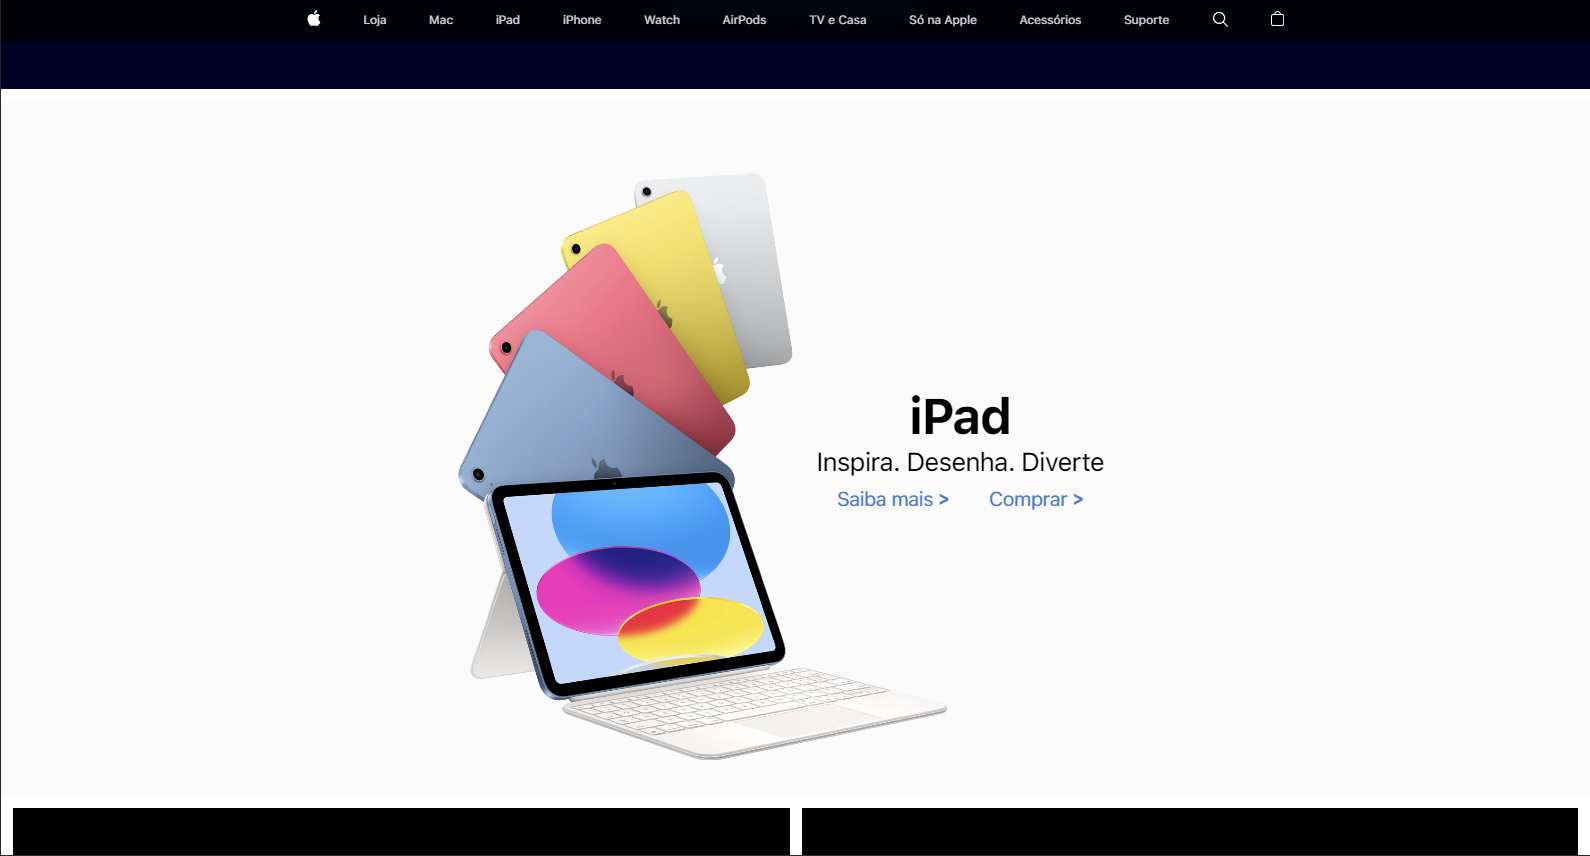 Loja Mac iPad iPhone Watch AirPods TV e Casa Só na Apple Acessórios Suporte
iPad
Inspira. Desenha. Diverte
Saiba mais > Comprar >